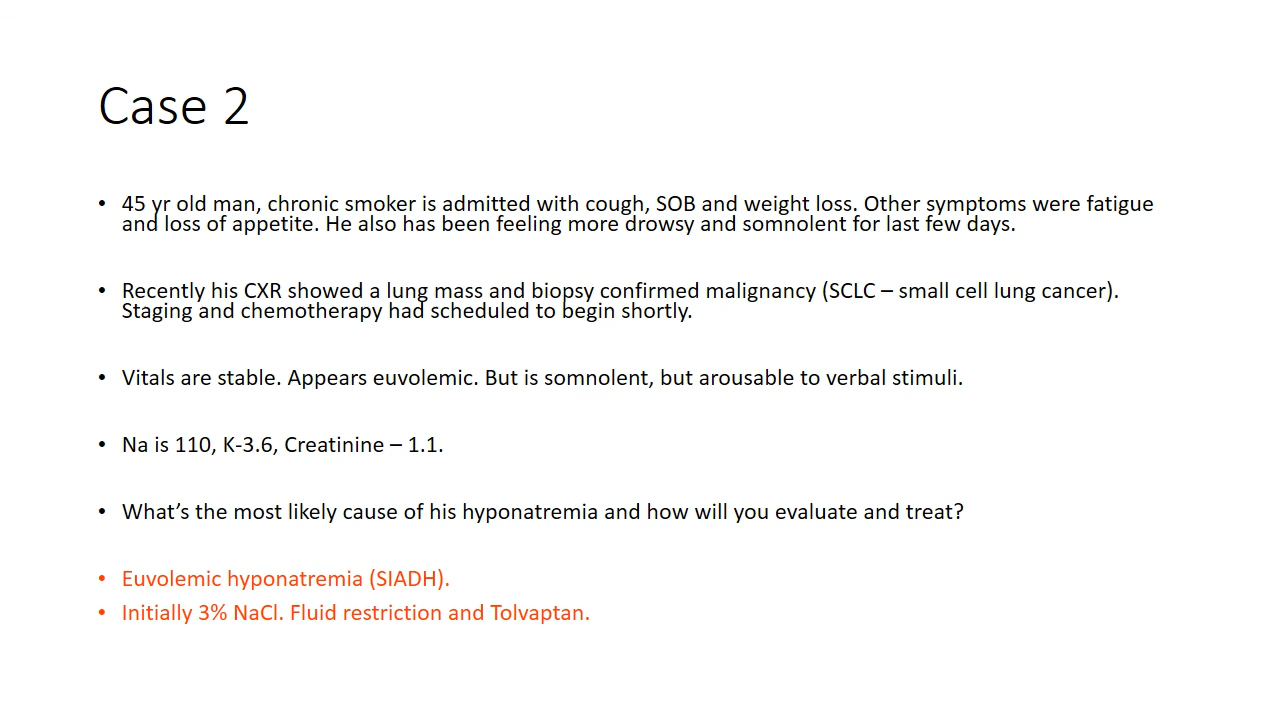 Case 2
• 45 yr old man, chronic smoker is admitted with cough, SOB and weight loss. Other symptoms were fatigue
and loss of appetite. He also has been feeling more drowsy and somnolent for last few days.
• Recently his CXR showed a lung mass and biopsy confirmed malignancy (SCLC – small cell lung cancer).
Staging and chemotherapy had scheduled to begin shortly.
• Vitals are stable. Appears euvolemic. But is somnolent, but arousable to verbal stimuli.
• Na is 110, K-3.6, Creatinine – 1.1.
• What’s the most likely cause of his hyponatremia and how will you evaluate and treat?
• Euvolemic hyponatremia (SIADH).
• Initially 3% NaCl. Fluid restriction and Tolvaptan.